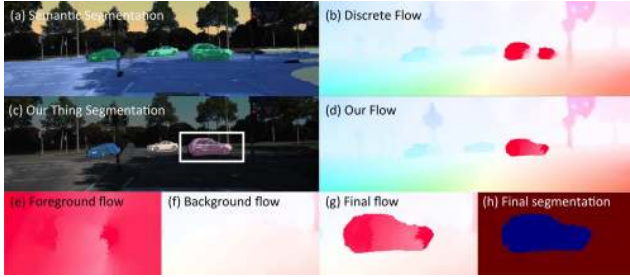 (a) Semantic Segmentation
(b) Discrete Flow
(c) Our Thing Segmentation
(d) Our Flow
(e) Foreground flow
(f) Background flow
(g) Final flow
(h) Final segmentation